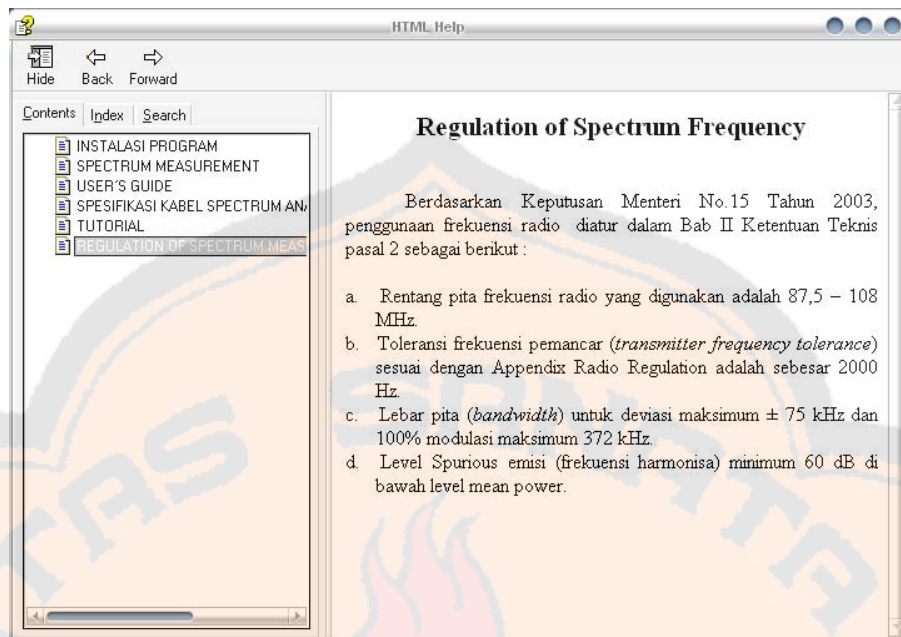 HTML Help
Hide Back Forward
Contents Index Search
INSTALASI PROGRAM
SPECTRUM MEASUREMENT
USER'S GUIDE
SPESIFIKASI KABEL SPECTRUM AN
TUTORIAL
REGULATION OF SPECTRUM MEAS
Regulation of Spectrum Frequency
Berdasarkan Keputusan Menteri No.15 Tahun 2003,
penggunaan frekuensi radio diatur dalam Bab II Ketentuan Teknis
pasal 2 sebagai berikut :
a. Rentang pita frekuensi radio yang digunakan adalah 87,5 – 108
MHz.
b. Toleransi frekuensi pemancar (transmitter frequency tolerance)
sesuai dengan Appendix Radio Regulation adalah sebesar 2000
Hz.
c. Lebar pita (bandwidth) untuk deviasi maksimum ± 75 kHz dan
100% modulasi maksimum 372 kHz.
d. Level Spurious emisi (frekuensi harmonisa) minimum 60 dB di
bawah level mean power.
TAS SANATA